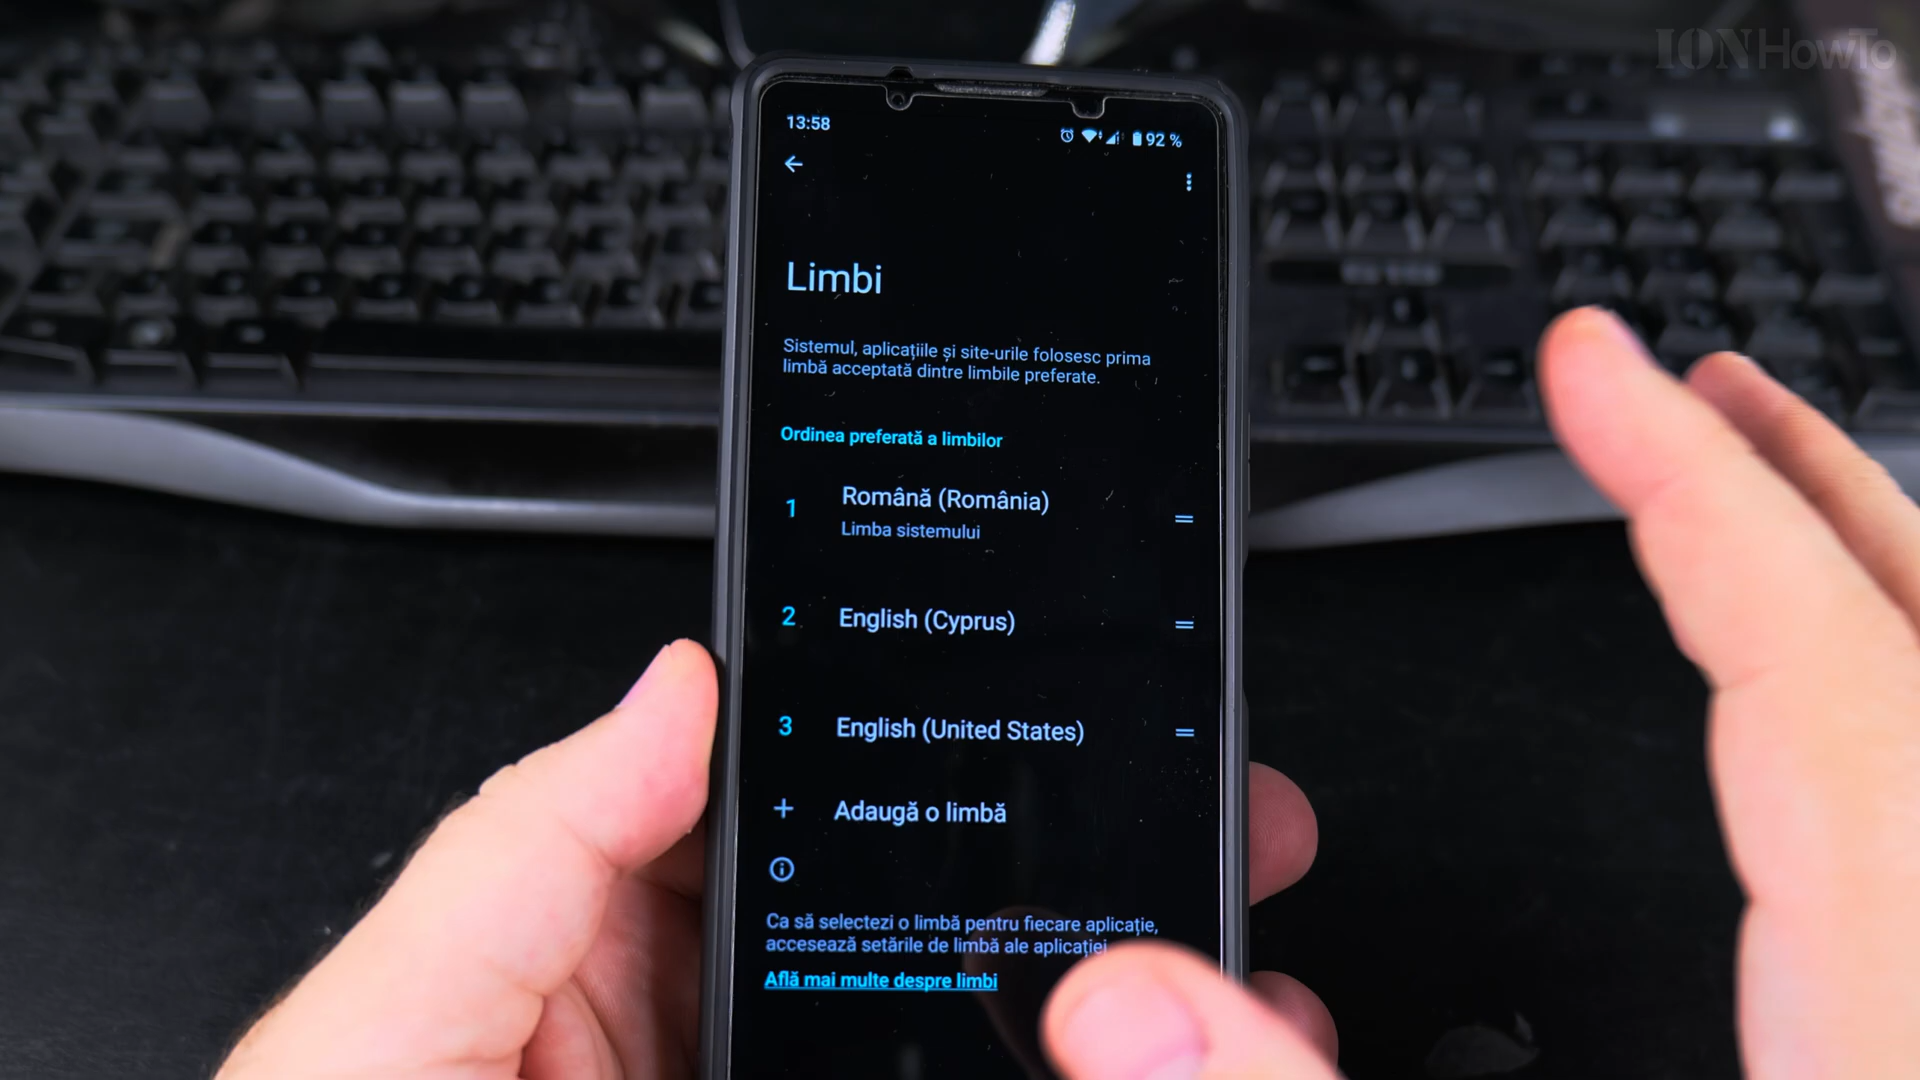 IONHowTo
13:58
92 %
Limbi
Sistemul, aplicațiile și site-urile folosesc prima
limbă acceptată dintre limbile preferate.
Ordinea preferată a limbilor
1 Română (România)
Limba sistemului
2 English (Cyprus)
3 English (United States)
+ Adaugă o limbă
Ca să selectezi o limbă pentru fiecare aplicație,
accesează setările de limbă ale aplicației
Află mai multe despre limbi